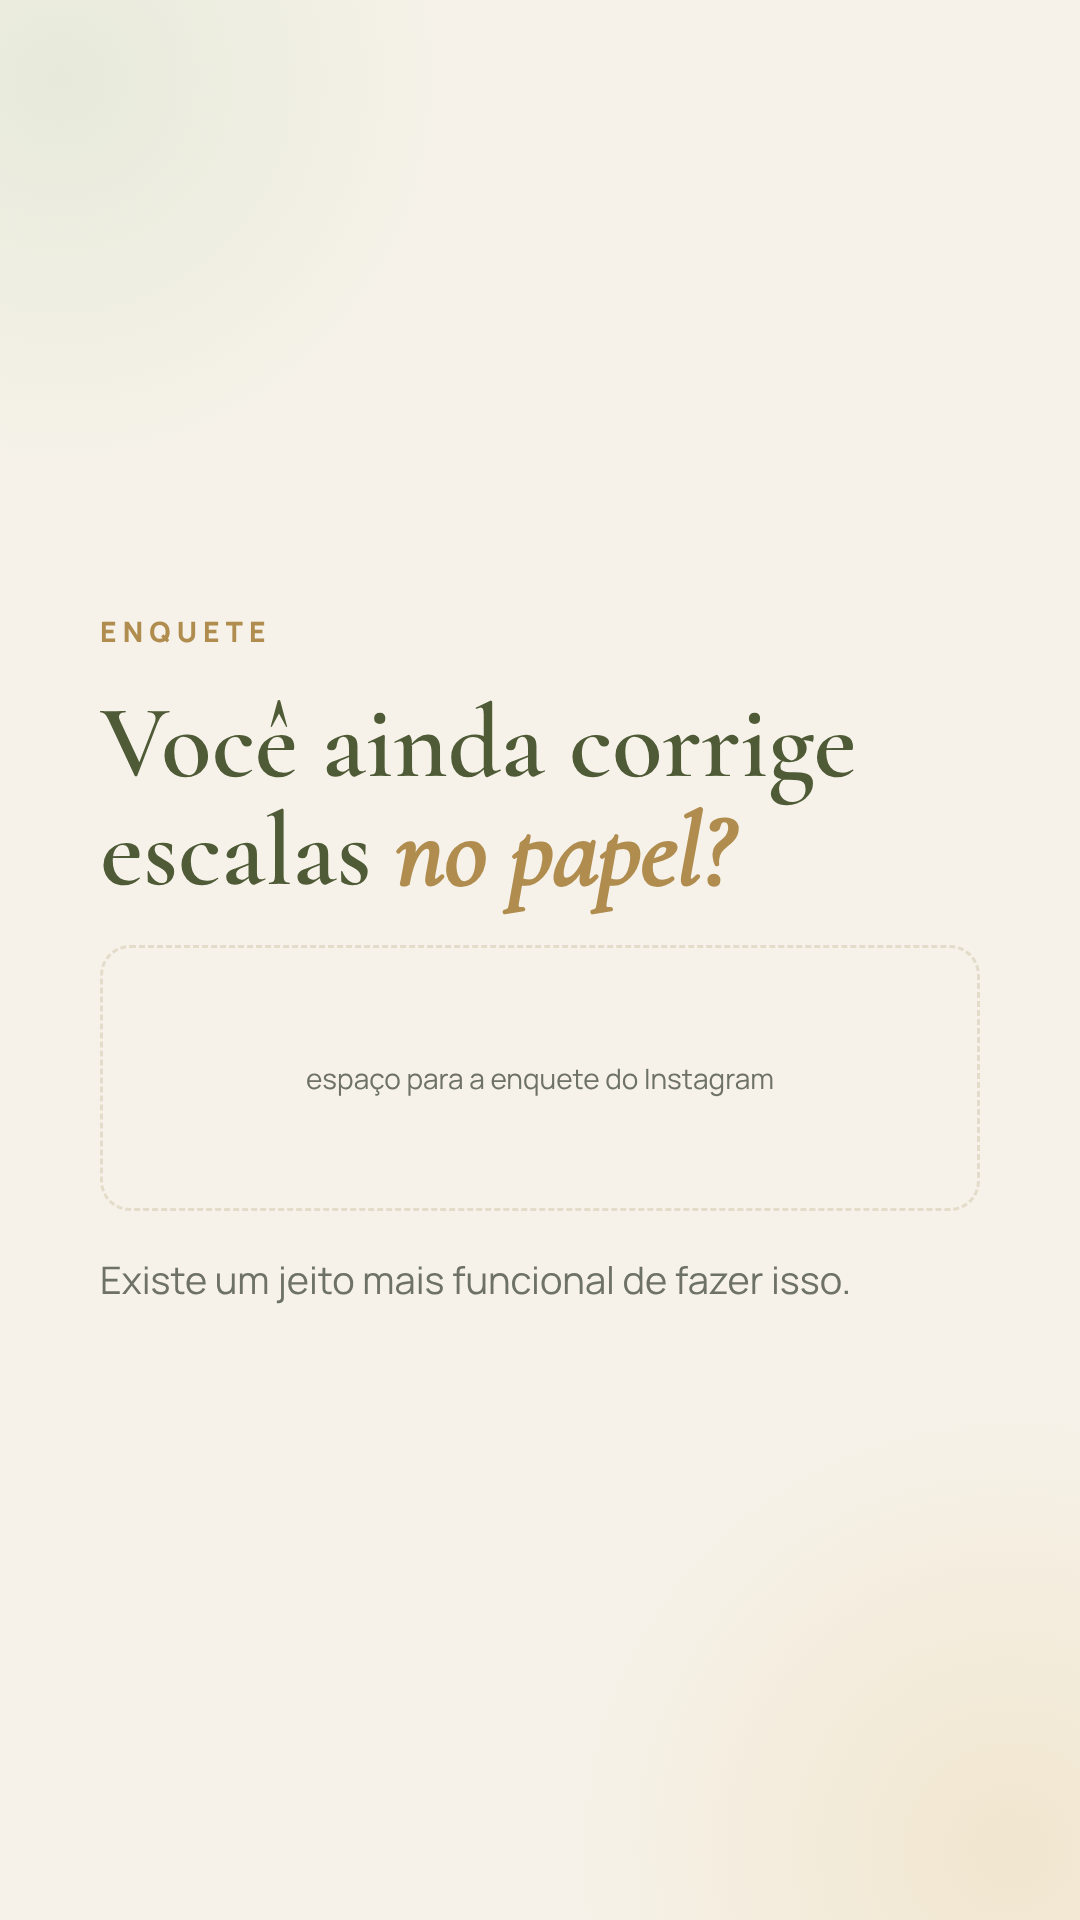 ENQUETE
Você ainda corrige
escalas no papel?
espaço para a enquete do Instagram
Existe um jeito mais funcional de fazer isso.